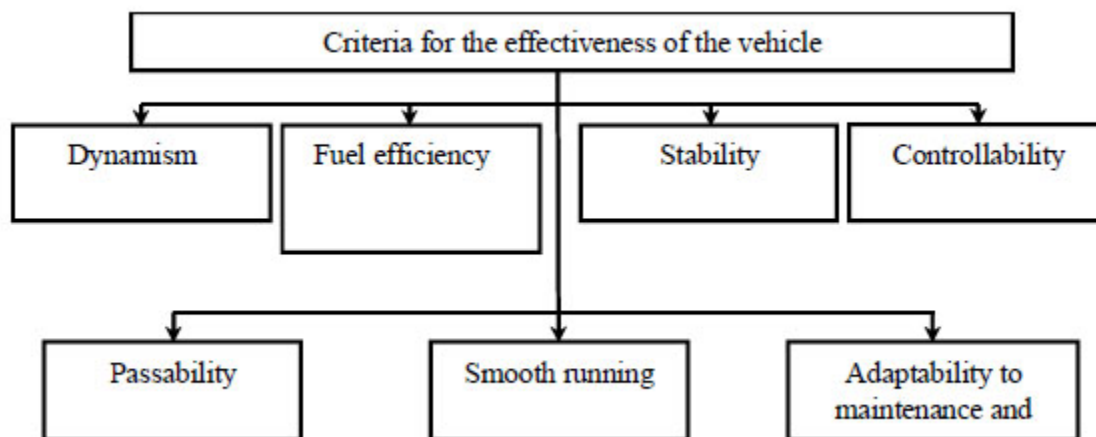 Criteria for the effectiveness of the vehicle
Dynamism
Fuel efficiency
Stability
Controllability
Passability
Smooth running
Adaptability to
maintenance and